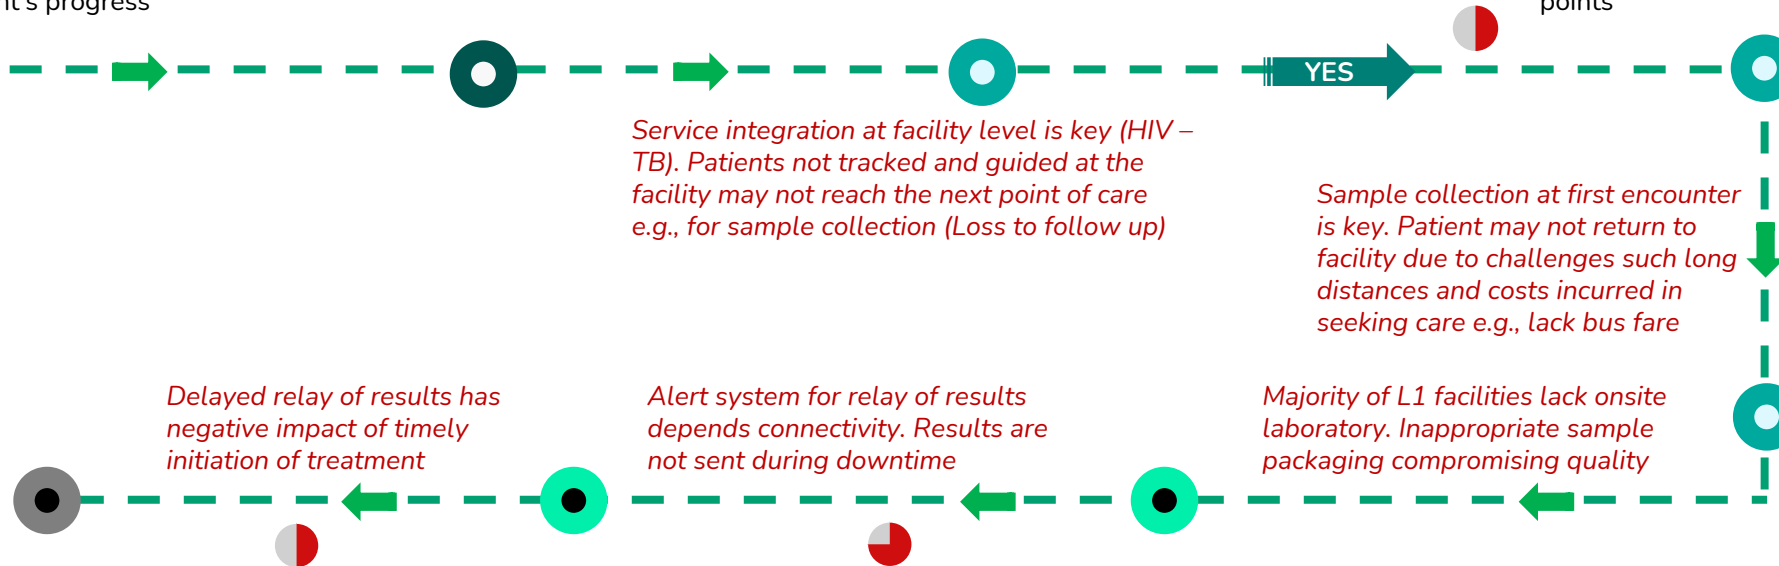 nt's progress
points
YES
Service integration at facility level is key (HIV –
TB). Patients not tracked and guided at the
facility may not reach the next point of care
e.g., for sample collection (Loss to follow up)
Sample collection at first encounter
is key. Patient may not return to
facility due to challenges such long
distances and costs incurred in
seeking care e.g., lack bus fare
Delayed relay of results has
negative impact of timely
initiation of treatment
Alert system for relay of results
depends connectivity. Results are
not sent during downtime
Majority of L1 facilities lack onsite
laboratory. Inappropriate sample
packaging compromising quality